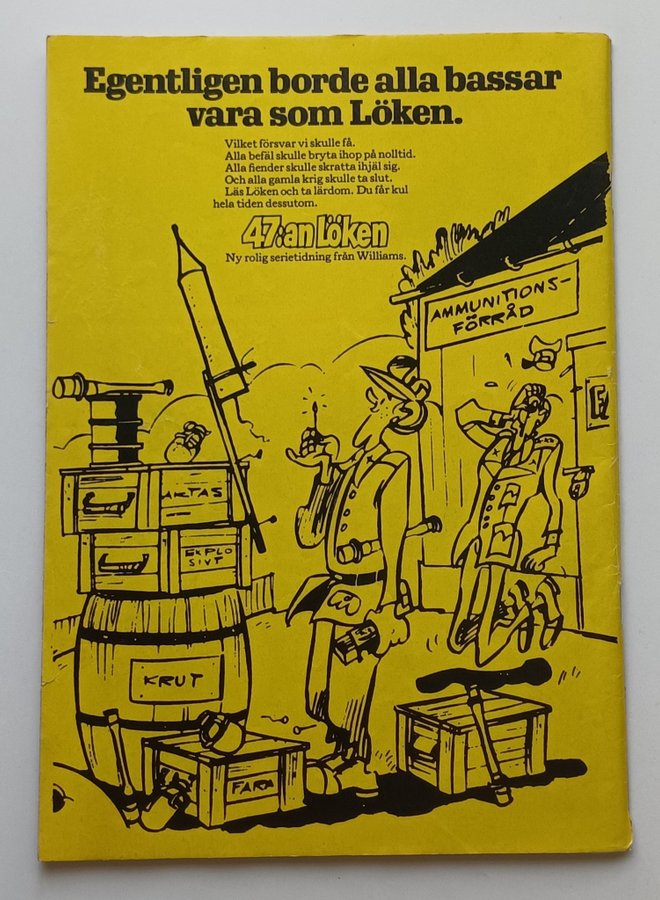 Egentligen borde alla bassar
vara som Löken.
Vilket försvar vi skulle få.
Alla befäl skulle bryta ihop på nolltid.
Alla fiender skulle skratta ihjäl sig.
Och alla gamla krig skulle ta slut.
Läs Löken och ta lärdom. Du får kul
hela tiden dessutom.
47:an Löken
Ny rolig serietidning från Williams.
AMMUNITIONS-
FÖRRÅD
AKTAS
EXPLO
SIVT
KRUT
FARA